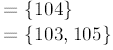 = {104}
= {103, 105}